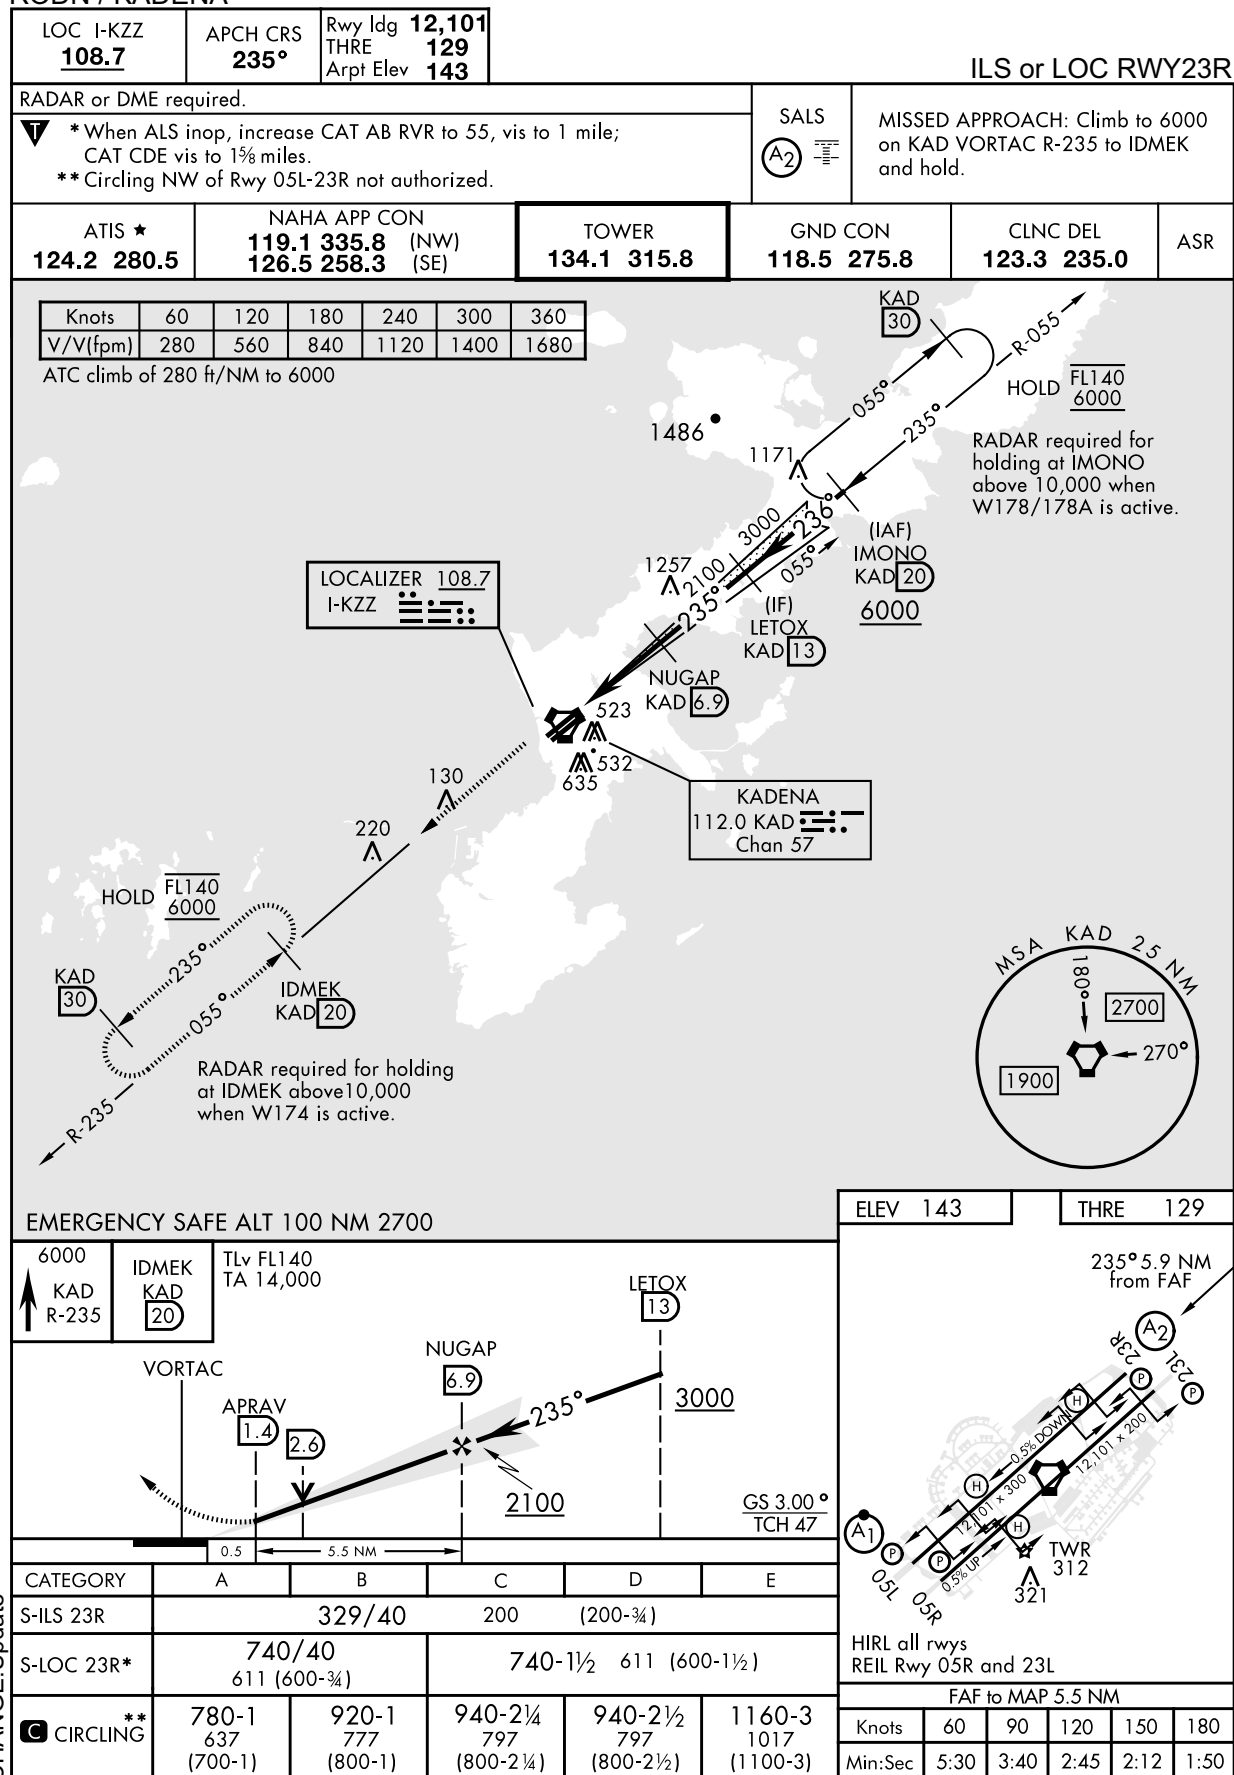 LOC I-KZZ
108.7
APCH CRS
235°
Rwy ldg 12,101
THRE 129
Arpt Elev 143
ILS or LOC RWY23R
RADAR or DME required.
T
* When ALS inop, increase CAT AB RVR to 55, vis to 1 mile;
CAT CDE vis to 1⅝ miles.
** Circling NW of Rwy 05L-23R not authorized.
SALS
A2
MISSED APPROACH: Climb to 6000
on KAD VORTAC R-235 to IDMEK
and hold.
ATIS ★
124.2 280.5
NAHA APP CON
119.1 335.8 (NW)
126.5 258.3 (SE)
TOWER
134.1 315.8
GND CON
118.5 275.8
CLNC DEL
123.3 235.0
ASR
Knots 60 120 180 240 300 360
V/V(fpm) 280 560 840 1120 1400 1680
ATC climb of 280 ft/NM to 6000
KAD
30
R-055
055°
235°
HOLD FL140
6000
1486
1171
RADAR required for
holding at IMONO
above 10,000 when
W178/178A is active.
3000
236°
055°
(IAF)
IMONO
KAD 20
6000
1257
2100
235°
(IF)
LETOX
KAD 13
LOCALIZER 108.7
I-KZZ
NUGAP
KAD 6.9
523
532
635
KADENA
112.0 KAD
Chan 57
130
220
HOLD FL140
6000
235°
055°
KAD
30
IDMEK
KAD 20
RADAR required for holding
at IDMEK above10,000
when W174 is active.
R-235
MSA KAD 25 NM
180°
2700
270°
1900
EMERGENCY SAFE ALT 100 NM 2700
ELEV 143
THRE 129
6000
KAD
R-235
IDMEK
KAD
20
TLv FL140
TA 14,000
LETOX
13
NUGAP
6.9
VORTAC
APRAV
1.4
2.6
235°
3000
2100
GS 3.00°
TCH 47
0.5
5.5 NM
235° 5.9 NM
from FAF
A2
23R
23L
P
P
H
0.5% DOWN
12,101 x 200
H
12,101 x 300
H
A1
P
P
0.5% UP
TWR
312
321
05L
05R
HIRL all rwys
REIL Rwy 05R and 23L
CATEGORY A B C D E
S-ILS 23R 329/40 200 (200-¾)
S-LOC 23R*
740/40
611 (600-¾)
740-1½ 611 (600-1½)
C CIRCLING **
780-1
637
(700-1)
920-1
777
(800-1)
940-2¼
797
(800-2¼)
940-2½
797
(800-2½)
1160-3
1017
(1100-3)
FAF to MAP 5.5 NM
Knots 60 90 120 150 180
Min:Sec 5:30 3:40 2:45 2:12 1:50